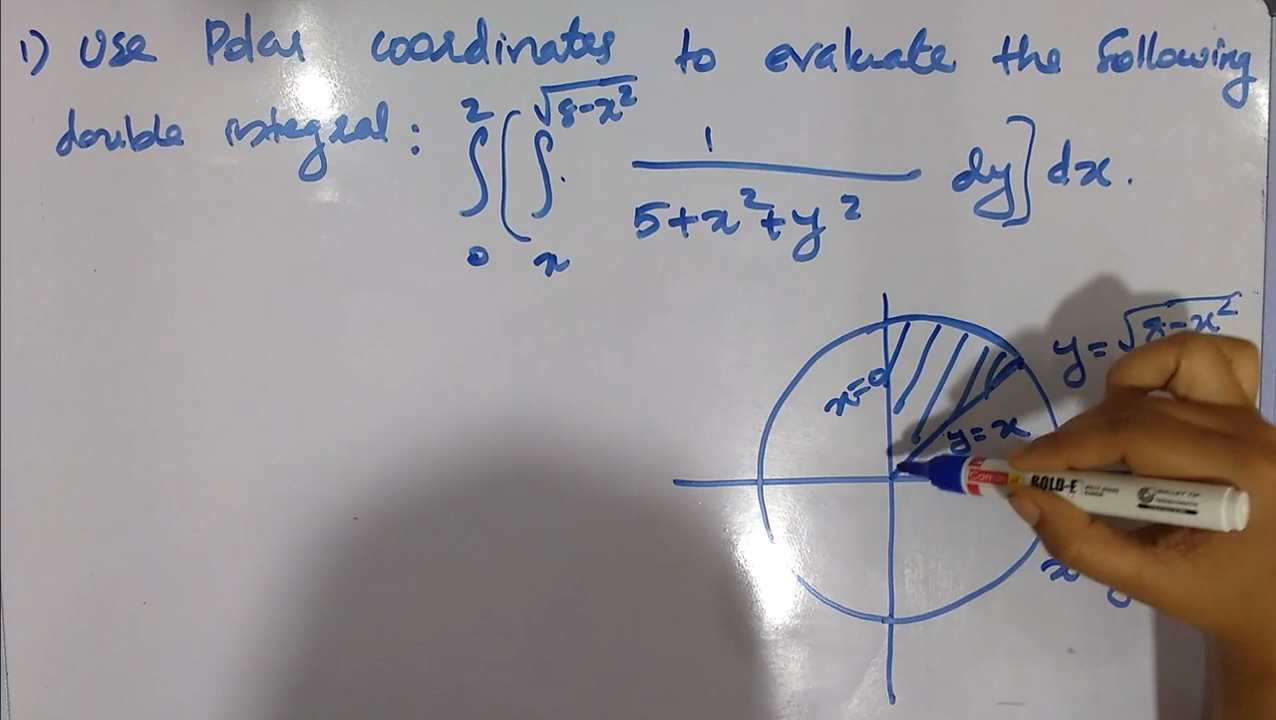 1) Use Polar coordinates to evaluate the following
double integral: ∫₀² [∫ₓ^√(8-x²) 1/(5+x²+y²) dy] dx.
y=√(8-x²)
x=0
y=x
Camlin BOLD-E
x